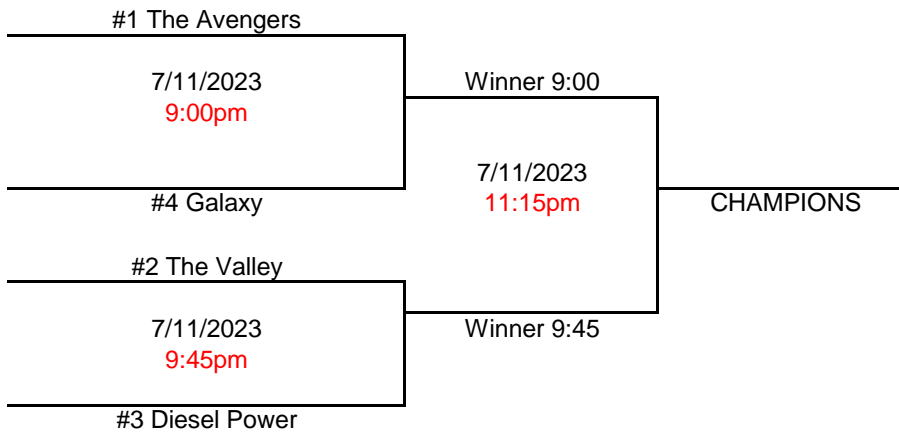 #1 The Avengers
7/11/2023
9:00pm
Winner 9:00
#4 Galaxy
7/11/2023
11:15pm
CHAMPIONS
#2 The Valley
7/11/2023
9:45pm
Winner 9:45
#3 Diesel Power